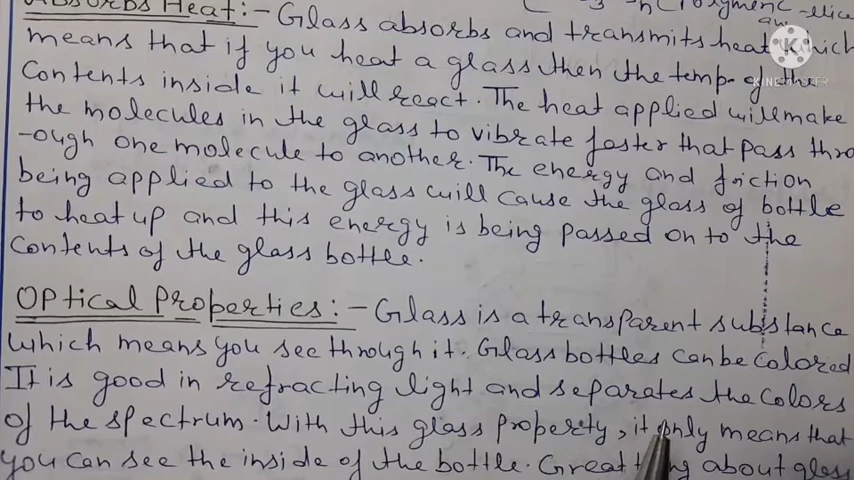 Absorbs Heat:- Glass absorbs and transmits heat which
means that if you heat a glass then the temp. of the
contents inside it will react. The heat applied will make
the molecules in the glass to vibrate faster that pass thro
-ough one molecule to another. The energy and friction
being applied to the glass will cause the glass of bottle
to heat up and this energy is being passed on to the
contents of the glass bottle.
Optical Properties:- Glass is a transparent substance
which means you see through it. Glass bottles can be colored
It is good in refracting light and separates the colors
of the spectrum. With this glass property, it only means that
you can see the inside of the bottle. Great thing about glass
KINEMASTER